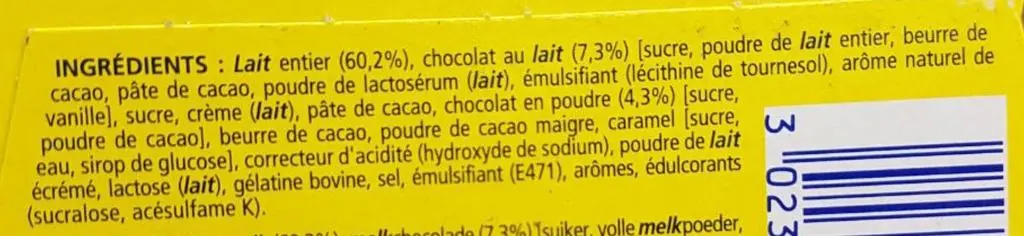 INGRÉDIENTS : Lait entier (60,2%), chocolat au lait (7,3%) [sucre, poudre de lait entier, beurre de
cacao, pâte de cacao, poudre de lactosérum (lait), émulsifiant (lécithine de tournesol), arôme naturel de
vanille], sucre, crème (lait), pâte de cacao, chocolat en poudre (4,3%) [sucre,
poudre de cacao], beurre de cacao, poudre de cacao maigre, caramel [sucre,
eau, sirop de glucose], correcteur d'acidité (hydroxyde de sodium), poudre de lait
écrémé, lactose (lait), gélatine bovine, sel, émulsifiant (E471), arômes, édulcorants
(sucralose, acésulfame K).
(7,3%) [suiker, volle melkpoeder,
3 023